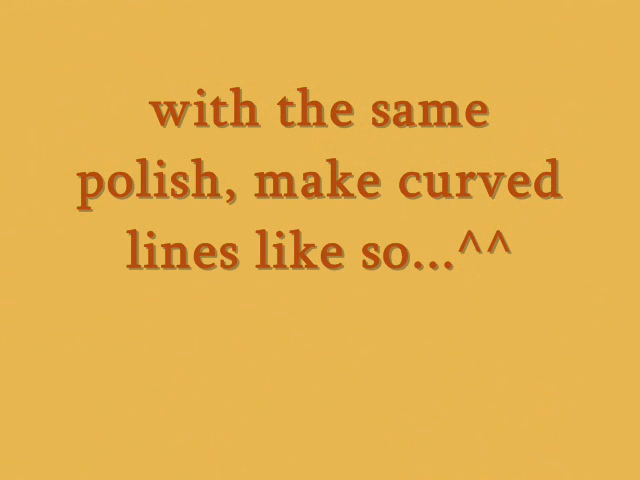 with the same
polish, make curved
lines like so...^^